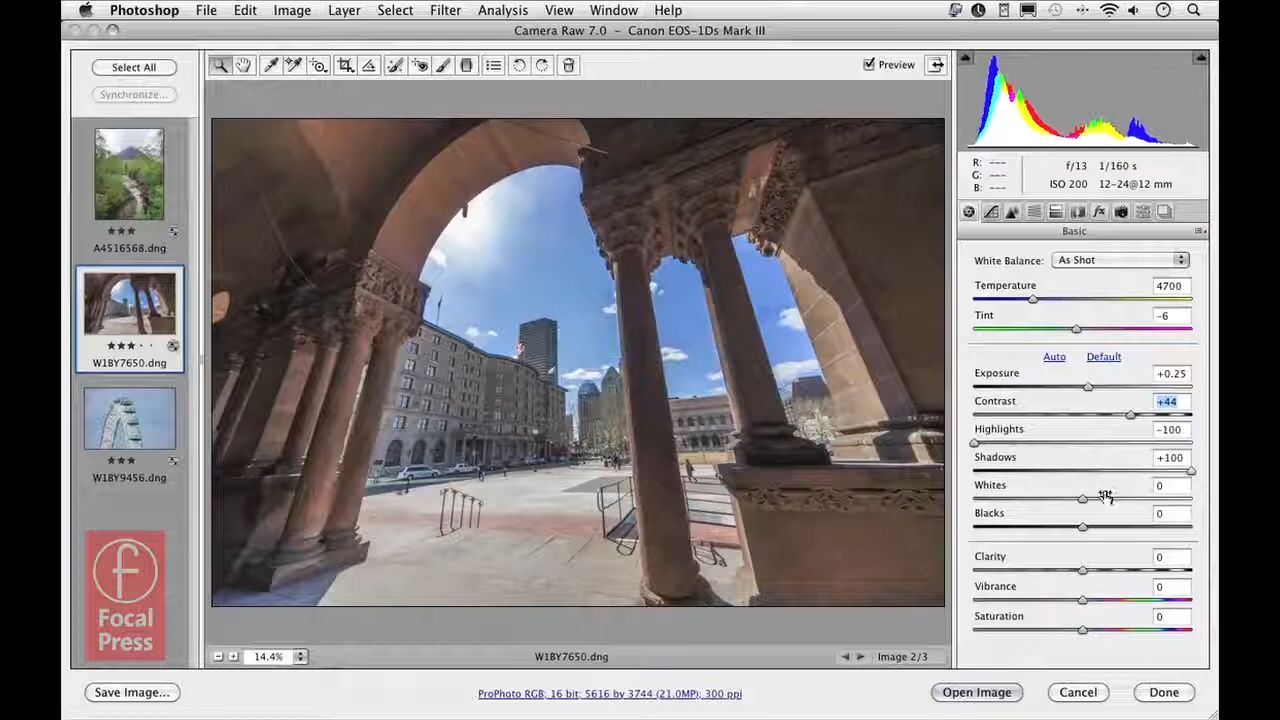 Photoshop File Edit Image Layer Select Filter Analysis View Window Help
Camera Raw 7.0 ~ Canon EOS-1Ds Mark III
Select All
Synchronize...
Preview
R: ---
G: ---
B: ---
f/13 1/160 s
ISO 200 12-24@12 mm
fx
Basic
A4516568.dng
W1BY7650.dng
W1BY9456.dng
f
Focal
Press
White Balance: As Shot
Temperature 4700
Tint -6
Auto Default
Exposure +0.25
Contrast +44
Highlights -100
Shadows +100
Whites 0
Blacks 0
Clarity 0
Vibrance 0
Saturation 0
14.4%
W1BY7650.dng
Image 2/3
Save Image...
ProPhoto RGB; 16 bit; 5616 by 3744 (21.0MP); 300 ppi
Open Image Cancel Done